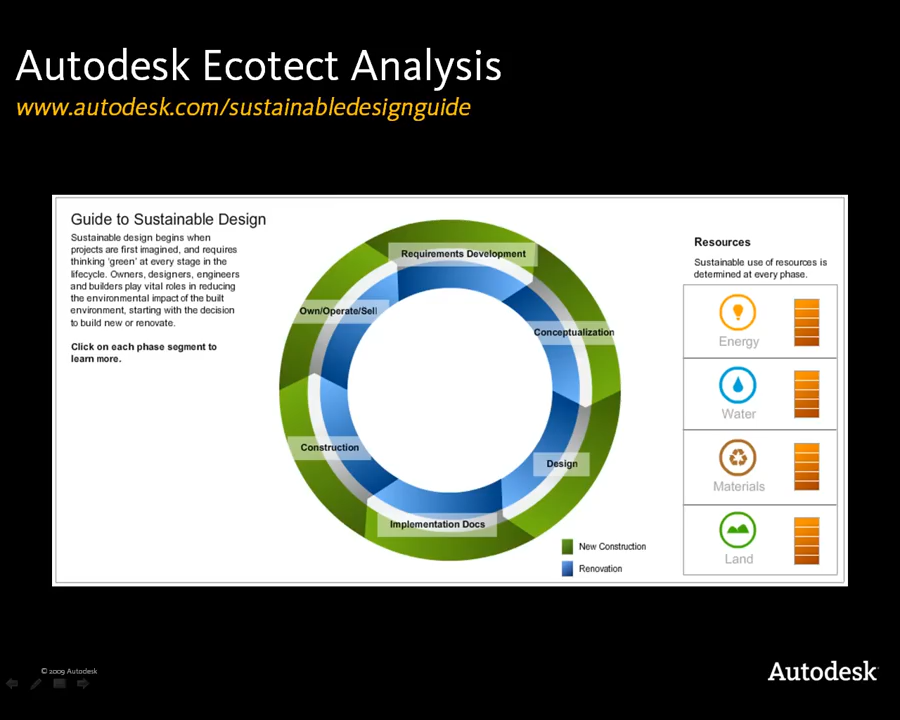 Autodesk Ecotect Analysis
www.autodesk.com/sustainabledesignguide
Guide to Sustainable Design
Sustainable design begins when
projects are first imagined, and requires
thinking ‘green’ at every stage in the
lifecycle. Owners, designers, engineers
and builders play vital roles in reducing
the environmental impact of the built
environment, starting with the decision
to build new or renovate.
Click on each phase segment to
learn more.
Requirements Development
Own/Operate/Sell
Conceptualization
Construction
Design
Implementation Docs
New Construction
Renovation
Resources
Sustainable use of resources is
determined at every phase.
Energy
Water
Materials
Land
© 2009 Autodesk
Autodesk